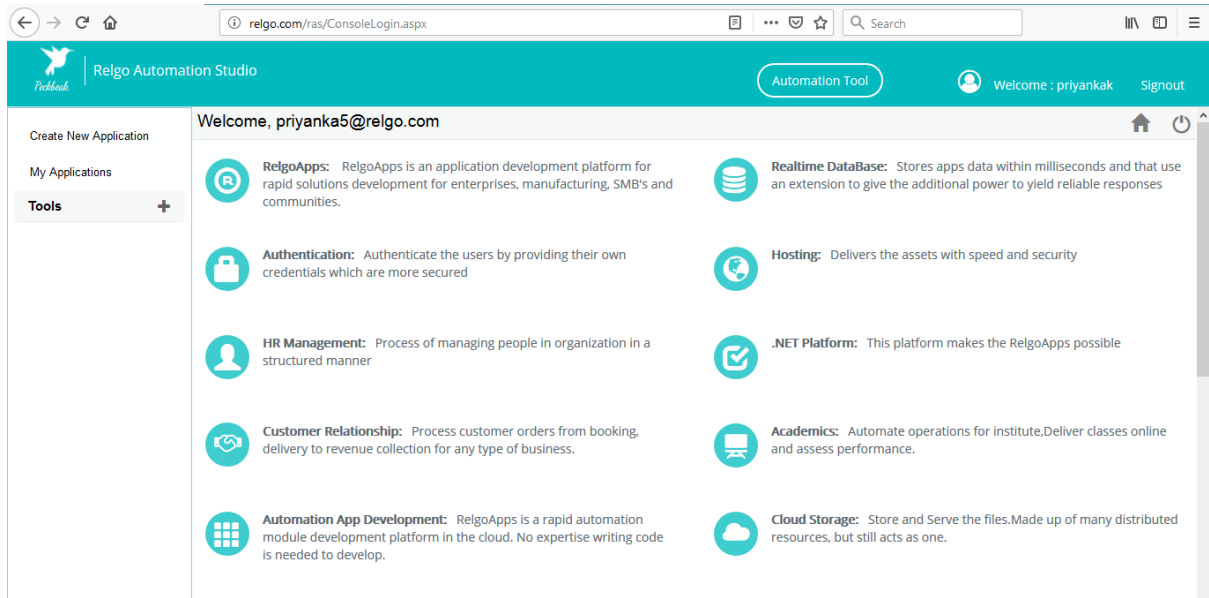 relgo.com/ras/ConsoleLogin.aspx
Search
Peckbeak
Relgo Automation Studio
Automation Tool
Welcome : priyankak
Signout
Create New Application
My Applications
Tools
Welcome, priyanka5@relgo.com
RelgoApps: RelgoApps is an application development platform for
rapid solutions development for enterprises, manufacturing, SMB's and
communities.
Realtime DataBase: Stores apps data within milliseconds and that use
an extension to give the additional power to yield reliable responses
Authentication: Authenticate the users by providing their own
credentials which are more secured
Hosting: Delivers the assets with speed and security
HR Management: Process of managing people in organization in a
structured manner
.NET Platform: This platform makes the RelgoApps possible
Customer Relationship: Process customer orders from booking,
delivery to revenue collection for any type of business.
Academics: Automate operations for institute,Deliver classes online
and assess performance.
Automation App Development: RelgoApps is a rapid automation
module development platform in the cloud. No expertise writing code
is needed to develop.
Cloud Storage: Store and Serve the files.Made up of many distributed
resources, but still acts as one.